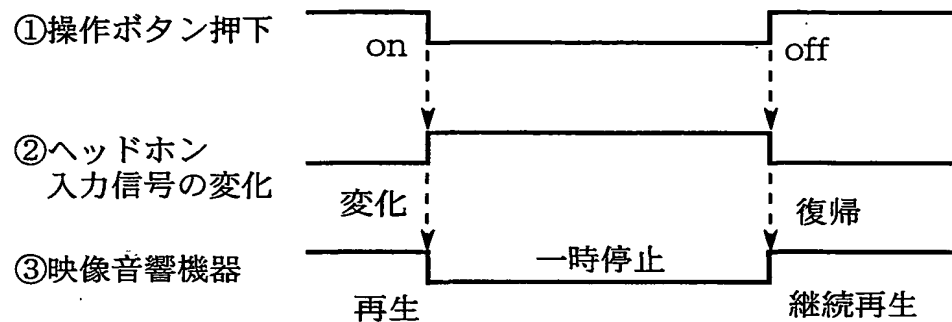 ①操作ボタン押下
on
off
②ヘッドホン
入力信号の変化
変化
復帰
③映像音響機器
一時停止
再生
継続再生